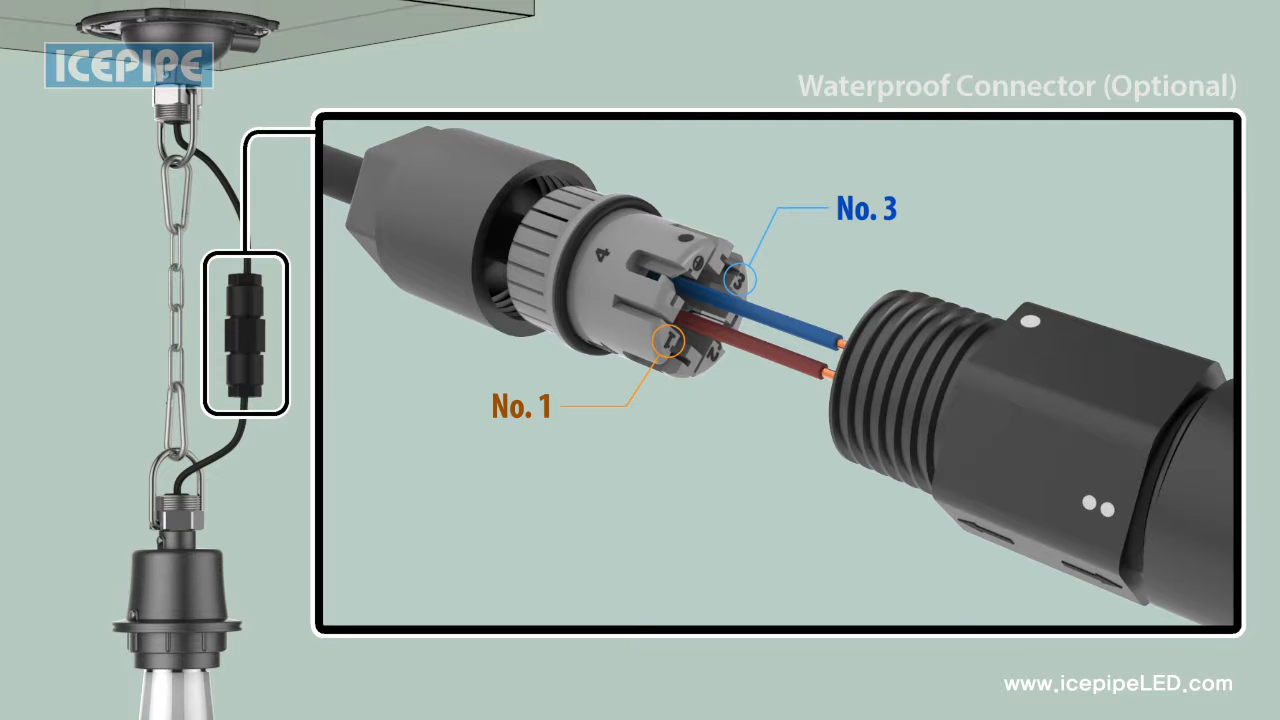 ICEPIPE
Waterproof Connector (Optional)
No. 3
4
3
1
2
No. 1
www.icepipeLED.com